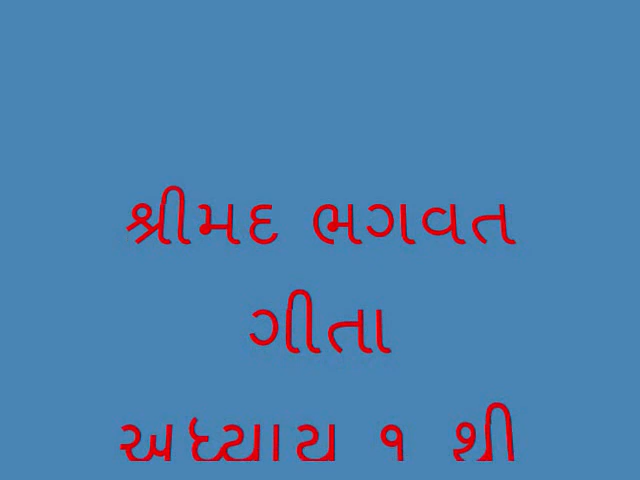 શ્રીમદ ભગવત
ગીતા
અધ્યાય ૧ થી